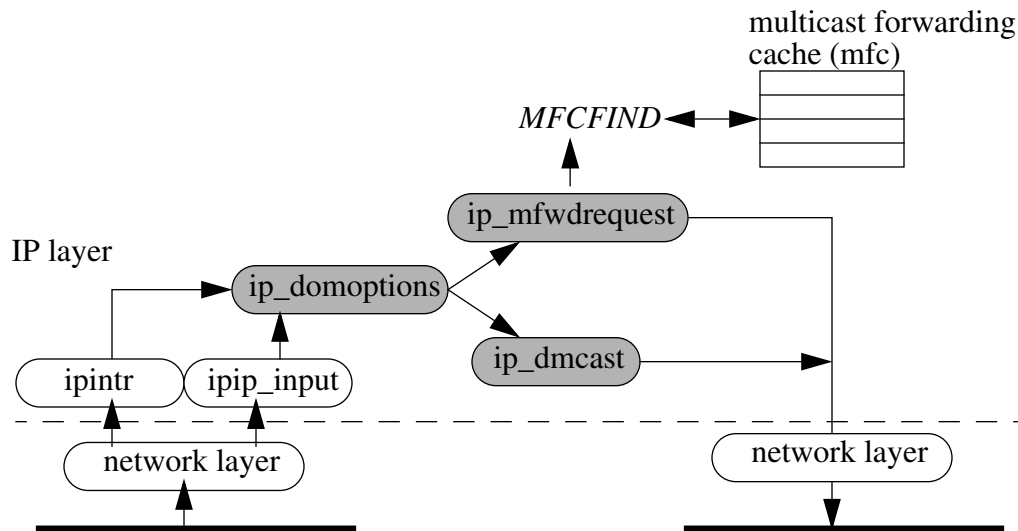 multicast forwarding
cache (mfc)
MFCFIND
ip_mfwdrequest
IP layer
ip_domoptions
ip_dmcast
ipintr
ipip_input
network layer
network layer